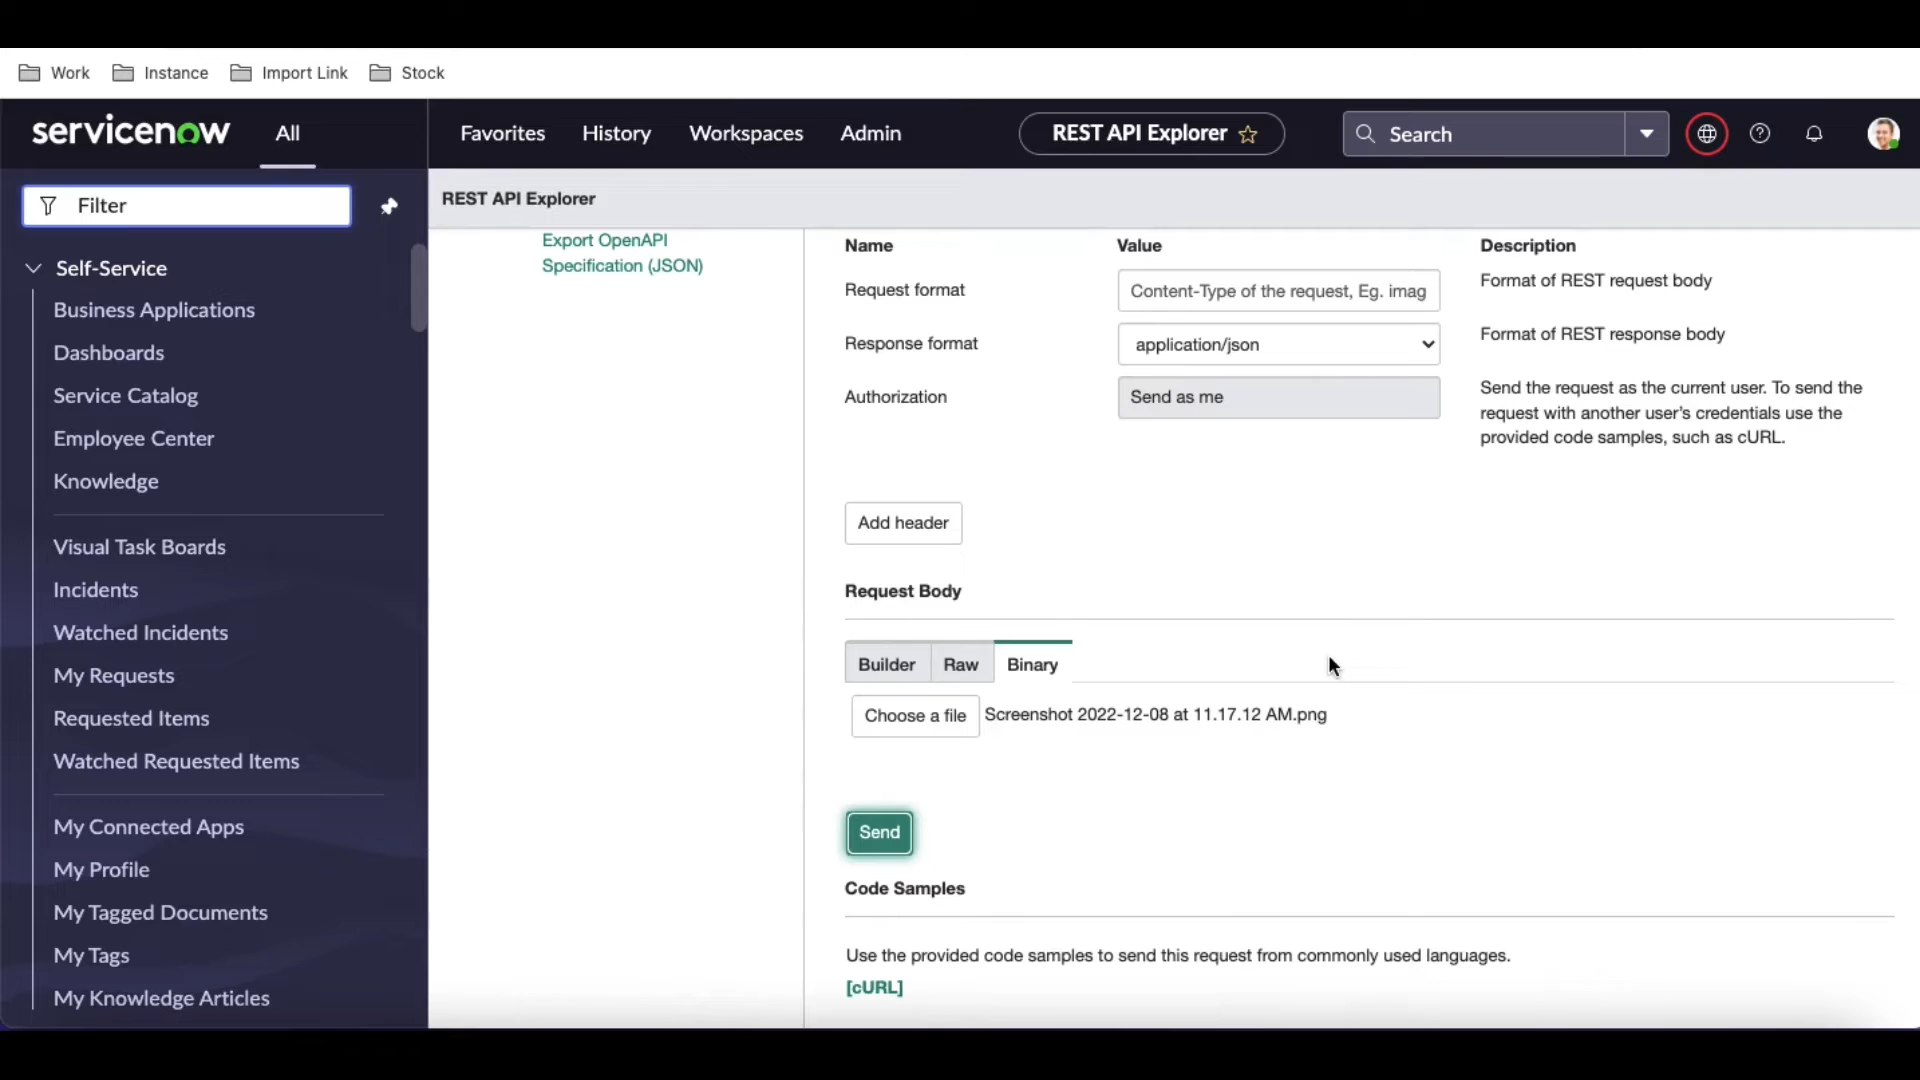 Work Instance Import Link Stock
servicenow All Favorites History Workspaces Admin REST API Explorer Search
Filter
Self-Service
Business Applications
Dashboards
Service Catalog
Employee Center
Knowledge
Visual Task Boards
Incidents
Watched Incidents
My Requests
Requested Items
Watched Requested Items
My Connected Apps
My Profile
My Tagged Documents
My Tags
My Knowledge Articles
REST API Explorer
Export OpenAPI
Specification (JSON)
Name Value Description
Request format Content-Type of the request, Eg. imag Format of REST request body
Response format application/json Format of REST response body
Authorization Send as me Send the request as the current user. To send the
request with another user's credentials use the
provided code samples, such as cURL.
Add header
Request Body
Builder Raw Binary
Choose a file Screenshot 2022-12-08 at 11.17.12 AM.png
Send
Code Samples
Use the provided code samples to send this request from commonly used languages.
[cURL]